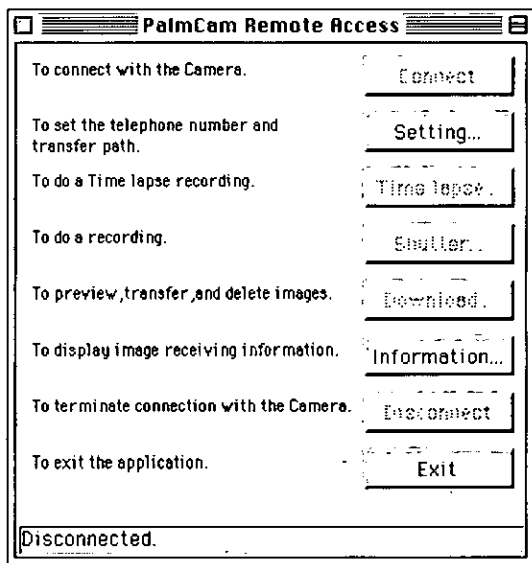 PalmCam Remote Access
To connect with the Camera.
Connect
To set the telephone number and
transfer path.
Setting...
To do a Time lapse recording.
Time lapse..
To do a recording.
Shutter..
To preview,transfer,and delete images.
Download..
To display image receiving information.
Information...
To terminate connection with the Camera.
Disconnect
To exit the application.
Exit
Disconnected.